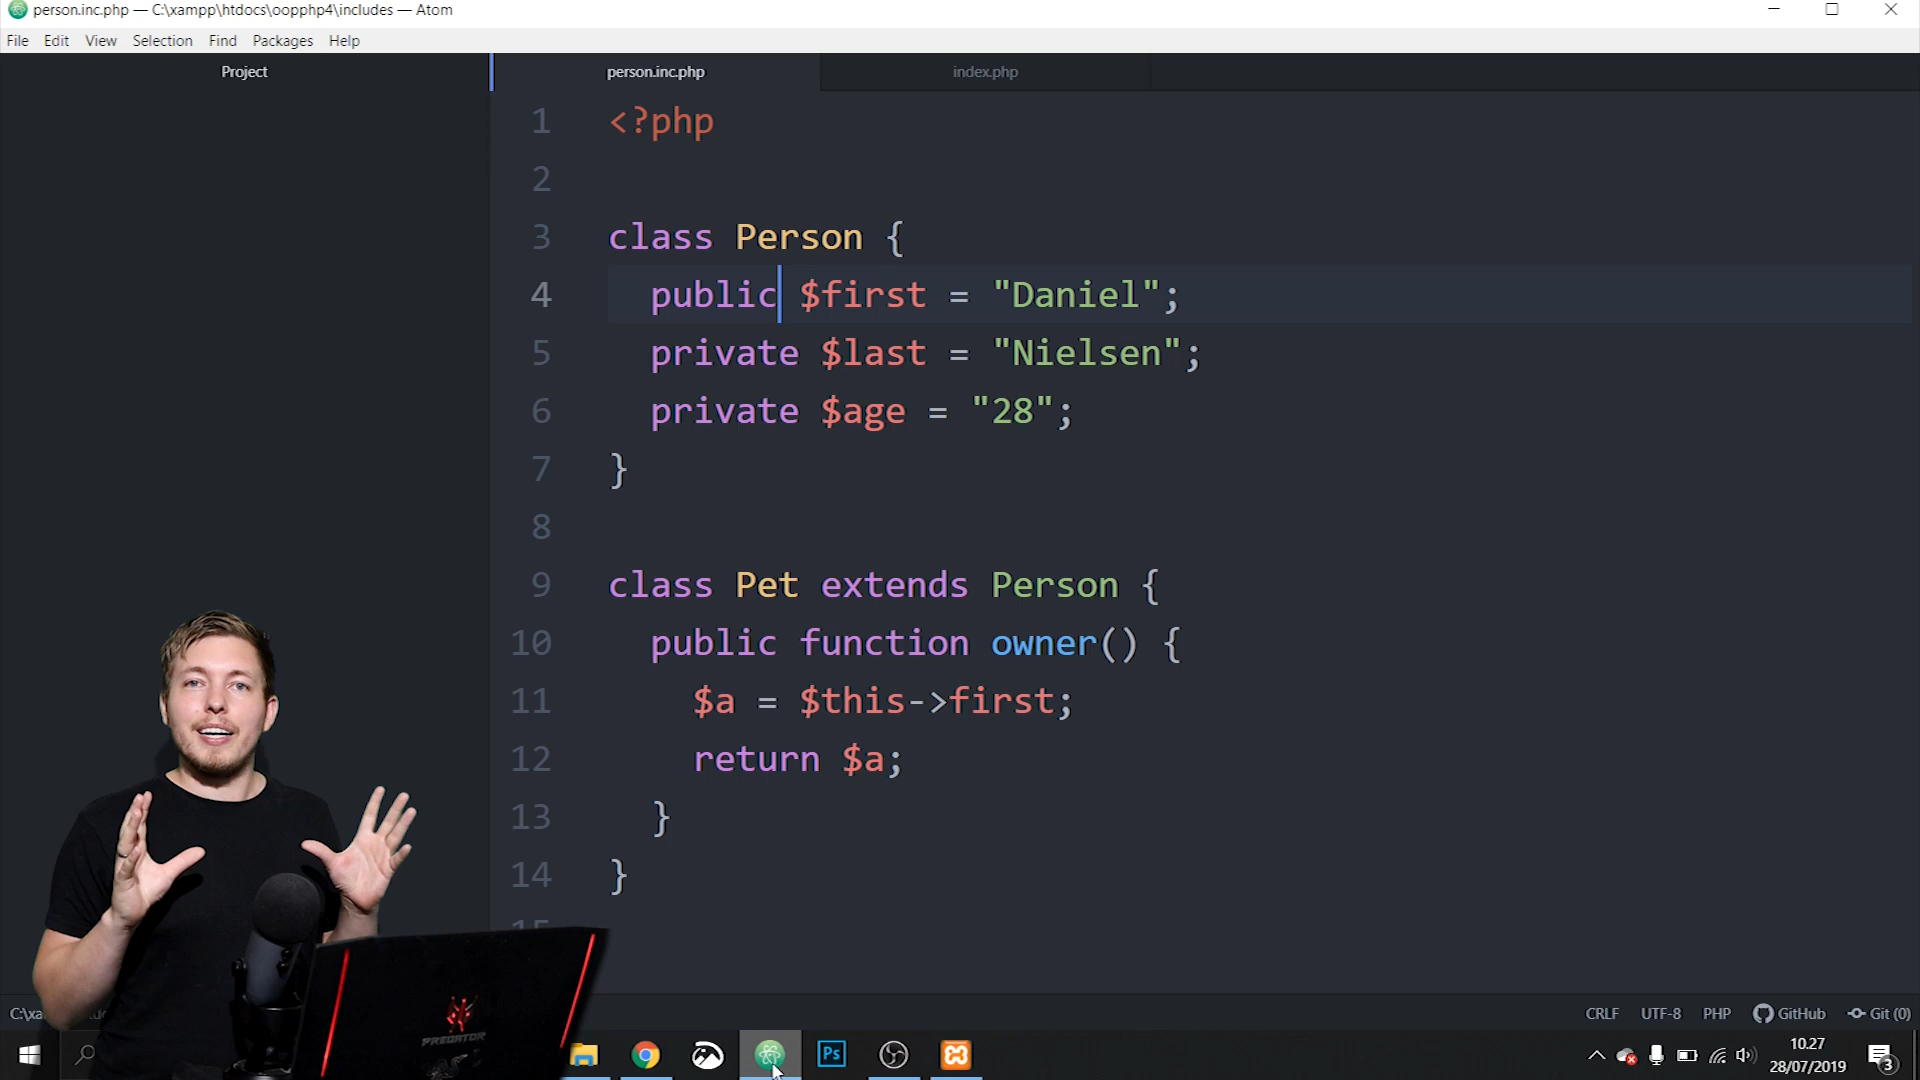 person.inc.php — C:\xampp\htdocs\oopphp4\includes — Atom
File Edit View Selection Find Packages Help
Project person.inc.php index.php
1 <?php
2
3 class Person {
4 public $first = "Daniel";
5 private $last = "Nielsen";
6 private $age = "28";
7 }
8
9 class Pet extends Person {
10 public function owner() {
11 $a = $this->first;
12 return $a;
13 }
14 }
PREDATOR
CRLF UTF-8 PHP GitHub Git (0)
Ps
10.27
28/07/2019
3